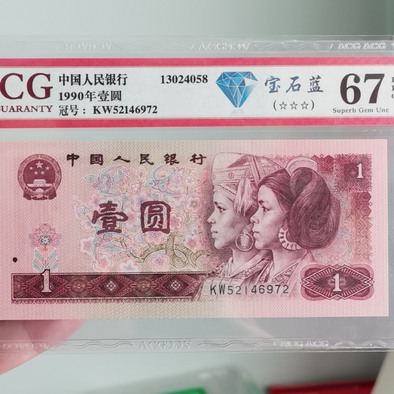 ACG ACG
CG
GUARANTY
中国人民银行
1990年壹圆
冠号： KW52146972
13024058
宝石蓝
(☆☆☆)
67
Superb Gem Unc
中国人民银行
壹圆
1
1
1
KW52146972